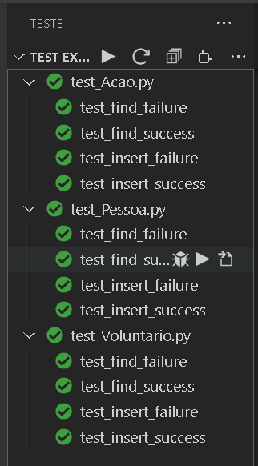 TESTE
TEST EX...
test_Acao.py
test_find_failure
test_find_success
test_insert_failure
test_insert_success
test_Pessoa.py
test_find_failure
test_find_su...
test_insert_failure
test_insert_success
test_Voluntario.py
test_find_failure
test_find_success
test_insert_failure
test_insert_success